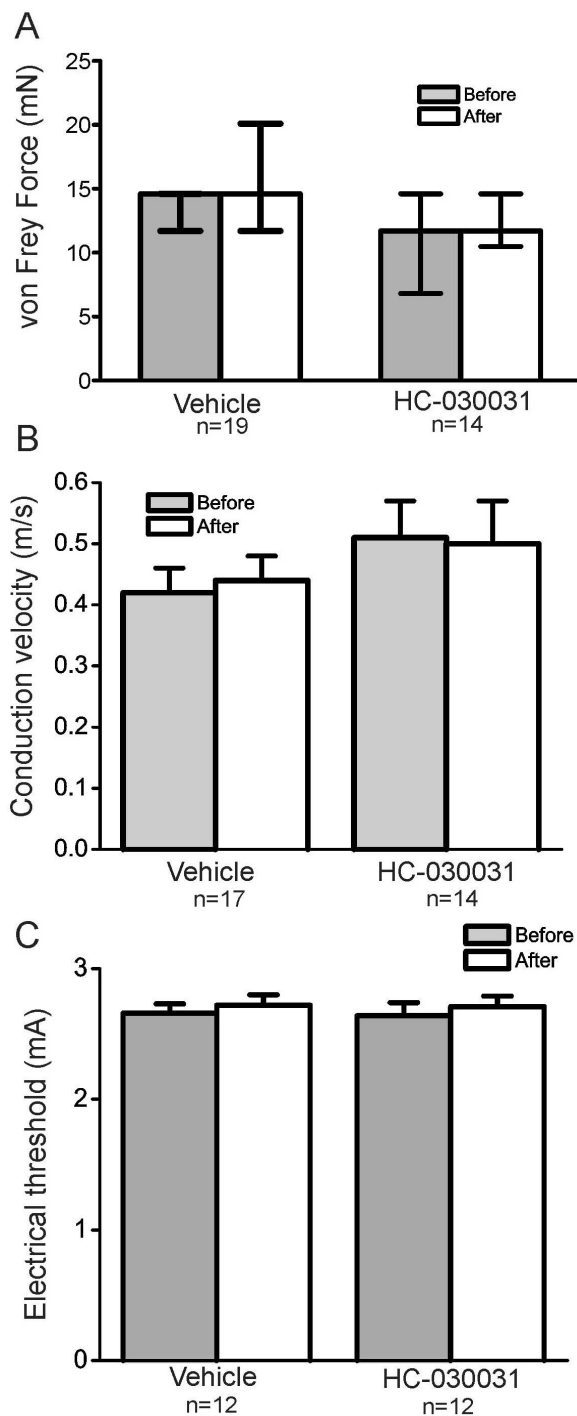 A
von Frey Force (mN)
25
20
15
10
5
0
Before
After
Vehicle
n=19
HC-030031
n=14
B
Conduction velocity (m/s)
0.6
0.5
0.4
0.3
0.2
0.1
0.0
Before
After
Vehicle
n=17
HC-030031
n=14
C
Electrical threshold (mA)
3
2
1
0
Before
After
Vehicle
n=12
HC-030031
n=12